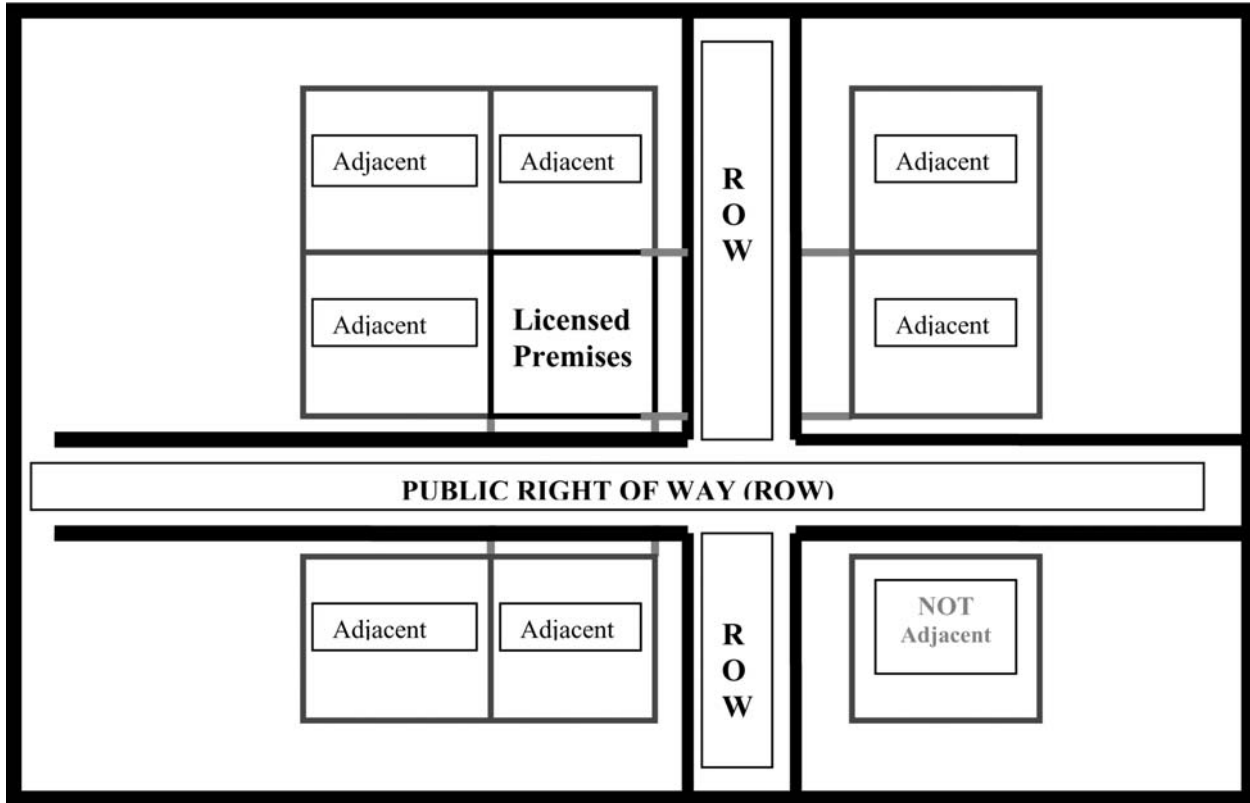 Adjacent
Adjacent
R
O
W
Adjacent
Adjacent
Licensed
Premises
Adjacent
PUBLIC RIGHT OF WAY (ROW)
Adjacent
Adjacent
R
O
W
NOT
Adjacent